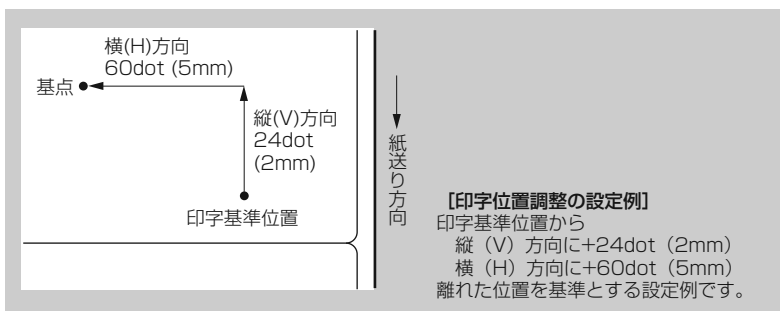 横(H)方向
60dot (5mm)
基点
縦(V)方向
24dot
(2mm)
印字基準位置
紙送り方向
[印字位置調整の設定例]
印字基準位置から
縦（V）方向に+24dot（2mm）
横（H）方向に+60dot（5mm）
離れた位置を基準とする設定例です。